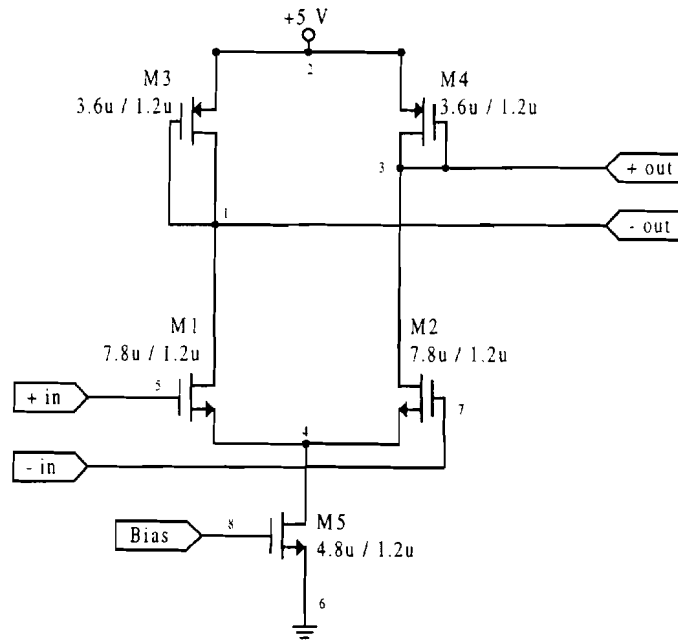 +5 V
2
M3
3.6u / 1.2u
M4
3.6u / 1.2u
3
+ out
1
- out
M1
7.8u / 1.2u
M2
7.8u / 1.2u
5
+ in
7
4
- in
M5
4.8u / 1.2u
8
Bias
6